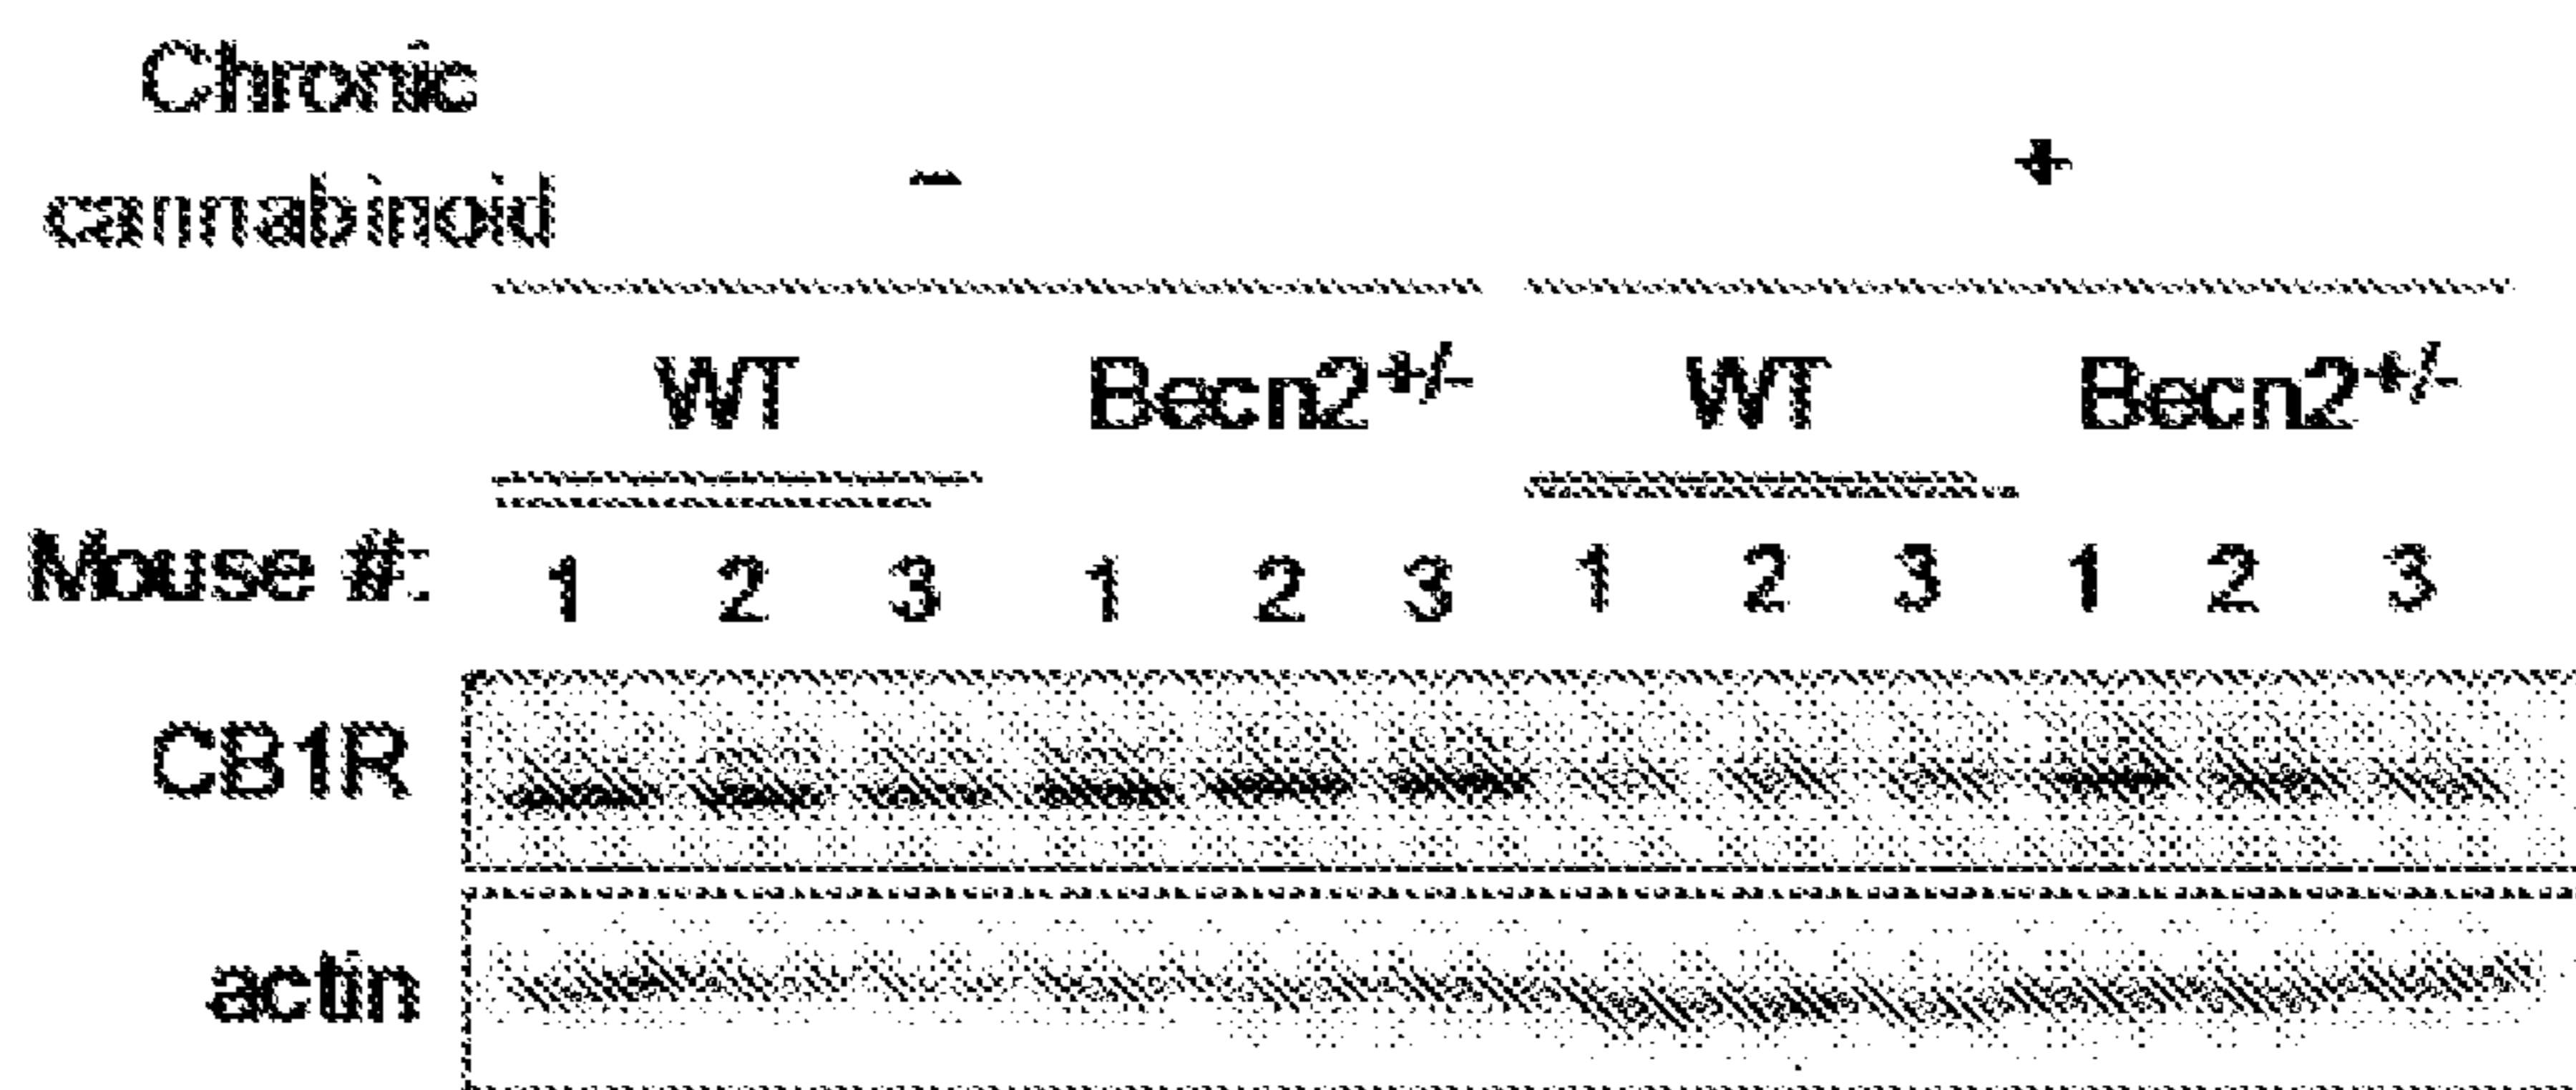 Chronic
cannabinoid − +
WT Becn2+/- WT Becn2+/-
Mouse #: 1 2 3 1 2 3 1 2 3 1 2 3
CB1R
actin